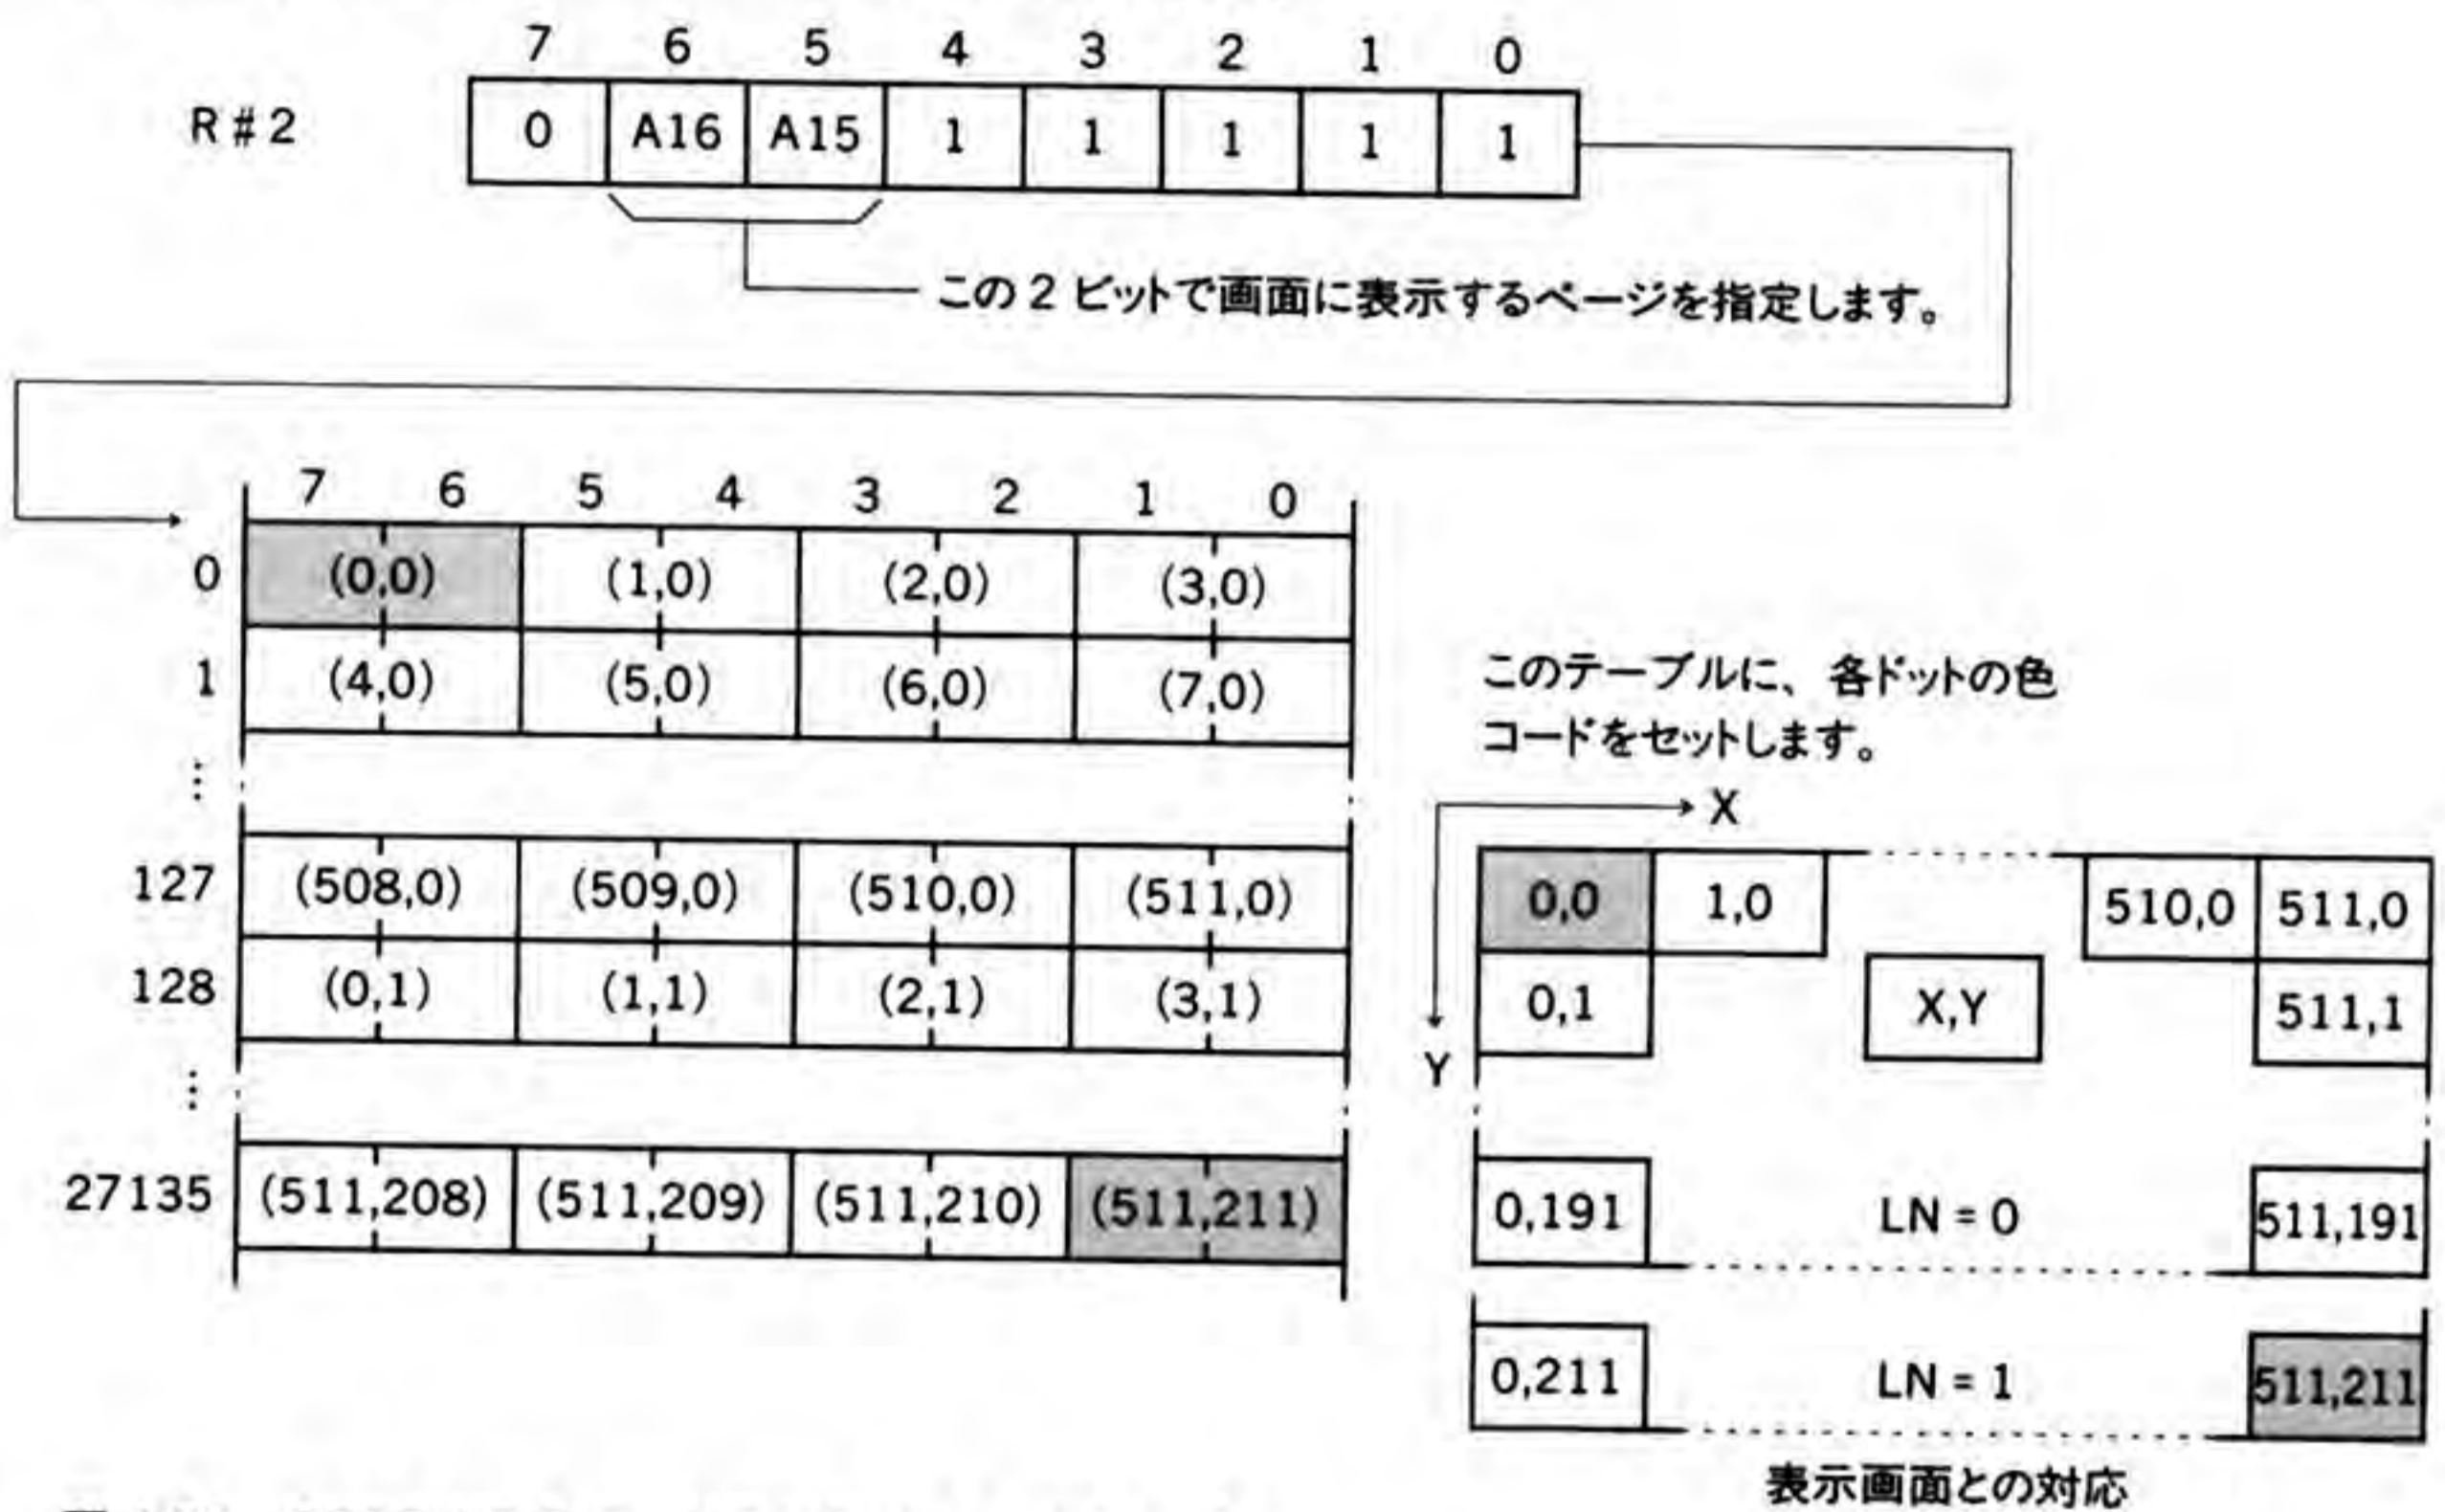 7 6 5 4 3 2 1 0
R#2 0 A16 A15 1 1 1 1 1
この2ビットで画面に表示するページを指定します。
7 6 5 4 3 2 1 0
0 (0,0) (1,0) (2,0) (3,0)
1 (4,0) (5,0) (6,0) (7,0)
⋮
127 (508,0) (509,0) (510,0) (511,0)
128 (0,1) (1,1) (2,1) (3,1)
⋮
27135 (511,208) (511,209) (511,210) (511,211)
このテーブルに、各ドットの色
コードをセットします。
X
Y
0,0 1,0 510,0 511,0
0,1 X,Y 511,1
0,191 LN=0 511,191
0,211 LN=1 511,211
表示画面との対応